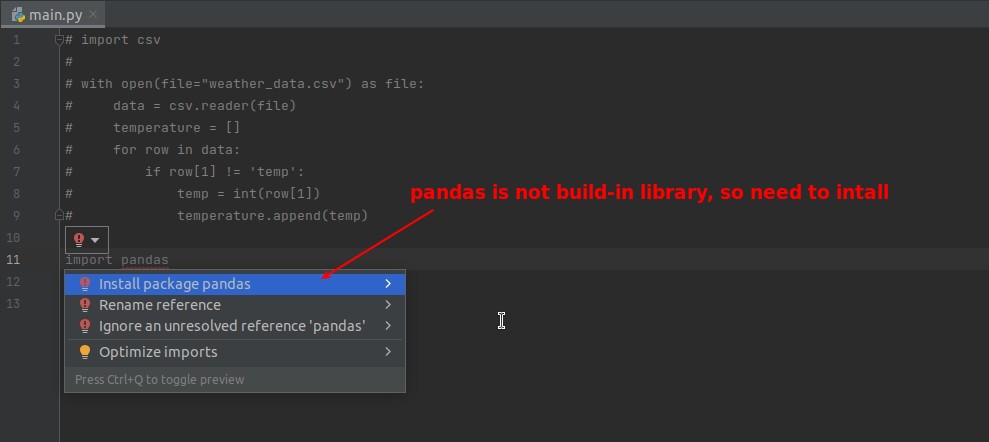 main.py
1 # import csv
2 #
3 # with open(file="weather_data.csv") as file:
4 #     data = csv.reader(file)
5 #     temperature = []
6 #     for row in data:
7 #         if row[1] != 'temp':
8 #             temp = int(row[1])
pandas is not build-in library, so need to intall
9 #             temperature.append(temp)
10
11 import pandas
12
13
Install package pandas
Rename reference
Ignore an unresolved reference 'pandas'
Optimize imports
Press Ctrl+Q to toggle preview